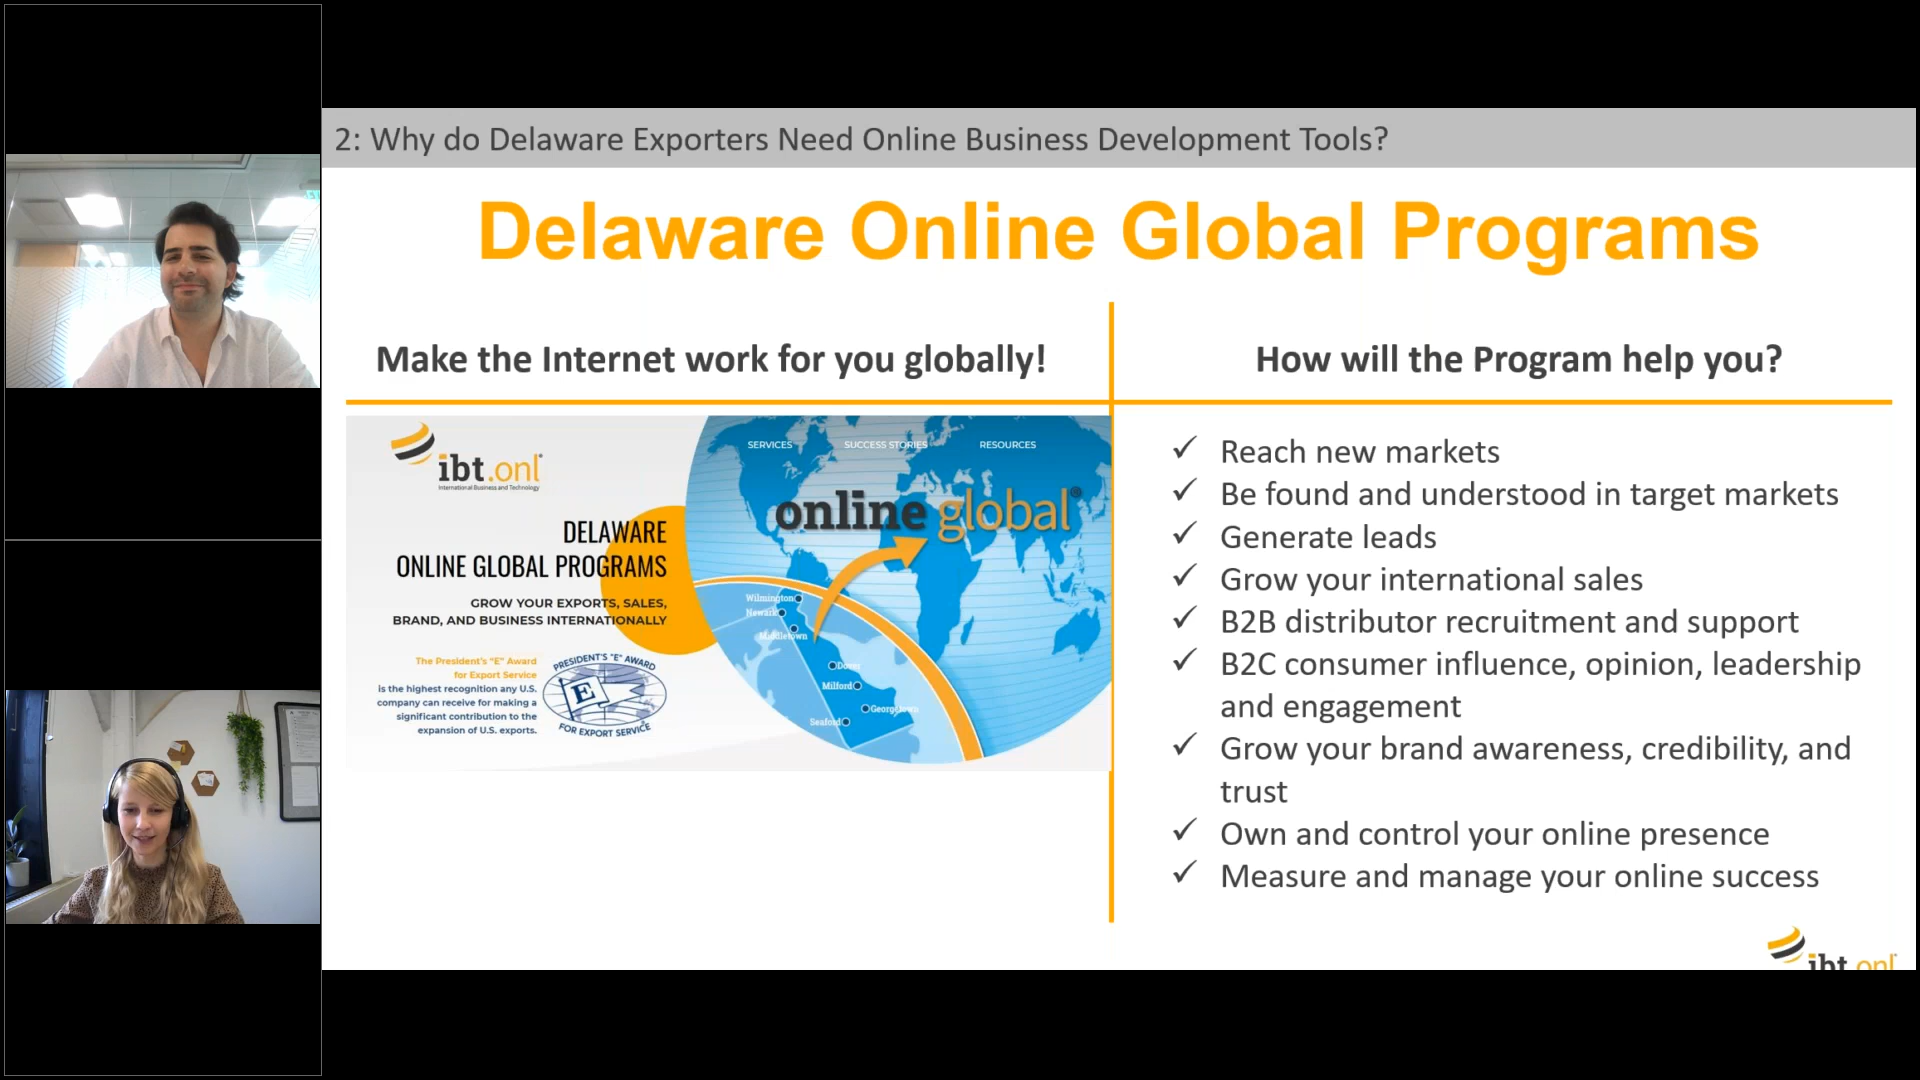 2: Why do Delaware Exporters Need Online Business Development Tools?
Delaware Online Global Programs
Make the Internet work for you globally!
ibt.onl
International Business and Technology
DELAWARE
ONLINE GLOBAL PROGRAMS
GROW YOUR EXPORTS, SALES,
BRAND, AND BUSINESS INTERNATIONALLY
The President's "E" Award
for Export Service
is the highest recognition any U.S.
company can receive for making a
significant contribution to the
expansion of U.S. exports.
PRESIDENT'S "E" AWARD
E
FOR EXPORT SERVICE
SERVICES SUCCESS STORIES RESOURCES
online global®
Wilmington
Newark
Middletown
Dover
Milford
Georgetown
Seaford
How will the Program help you?
✓ Reach new markets
✓ Be found and understood in target markets
✓ Generate leads
✓ Grow your international sales
✓ B2B distributor recruitment and support
✓ B2C consumer influence, opinion, leadership
and engagement
✓ Grow your brand awareness, credibility, and
trust
✓ Own and control your online presence
✓ Measure and manage your online success
ibt.onl